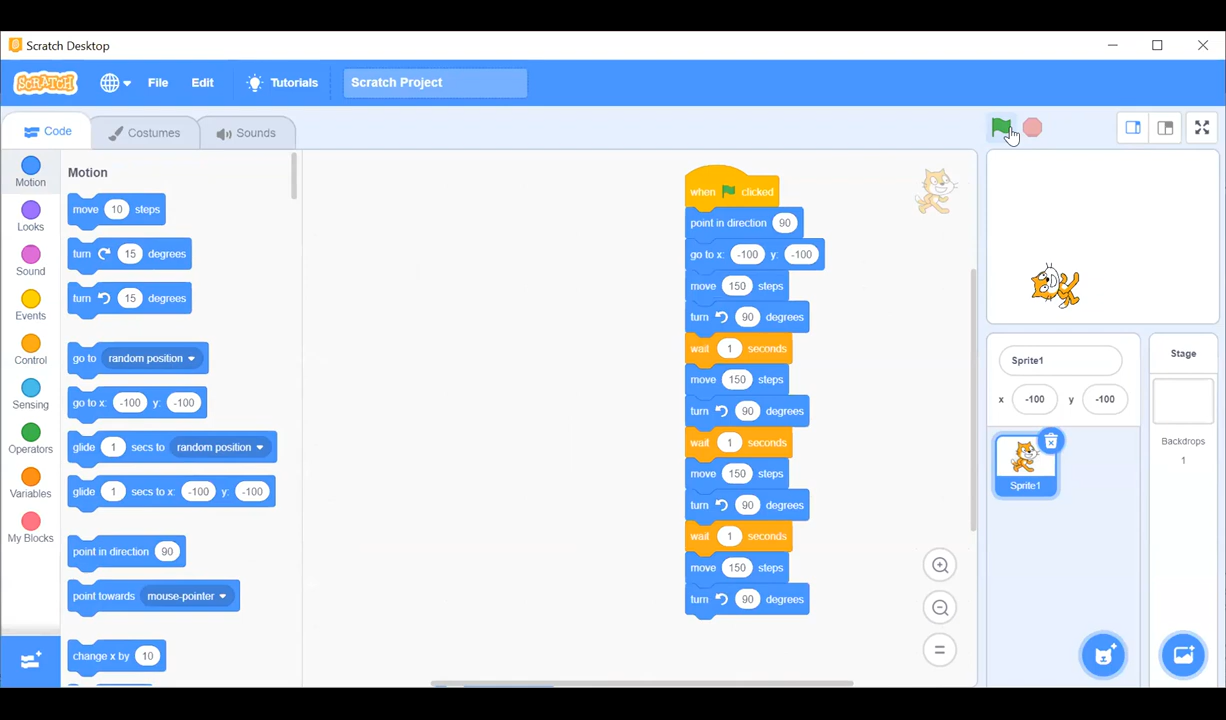 Scratch Desktop
SCRATCH File Edit Tutorials Scratch Project
Code Costumes Sounds
Motion
Looks
Sound
Events
Control
Sensing
Operators
Variables
My Blocks
Motion
move 10 steps
turn 15 degrees
turn 15 degrees
go to random position
go to x: -100 y: -100
glide 1 secs to random position
glide 1 secs to x: -100 y: -100
point in direction 90
point towards mouse-pointer
change x by 10
when clicked
point in direction 90
go to x: -100 y: -100
move 150 steps
turn 90 degrees
wait 1 seconds
move 150 steps
turn 90 degrees
wait 1 seconds
move 150 steps
turn 90 degrees
wait 1 seconds
move 150 steps
turn 90 degrees
Sprite1
x -100 y -100
Sprite1
Stage
Backdrops
1